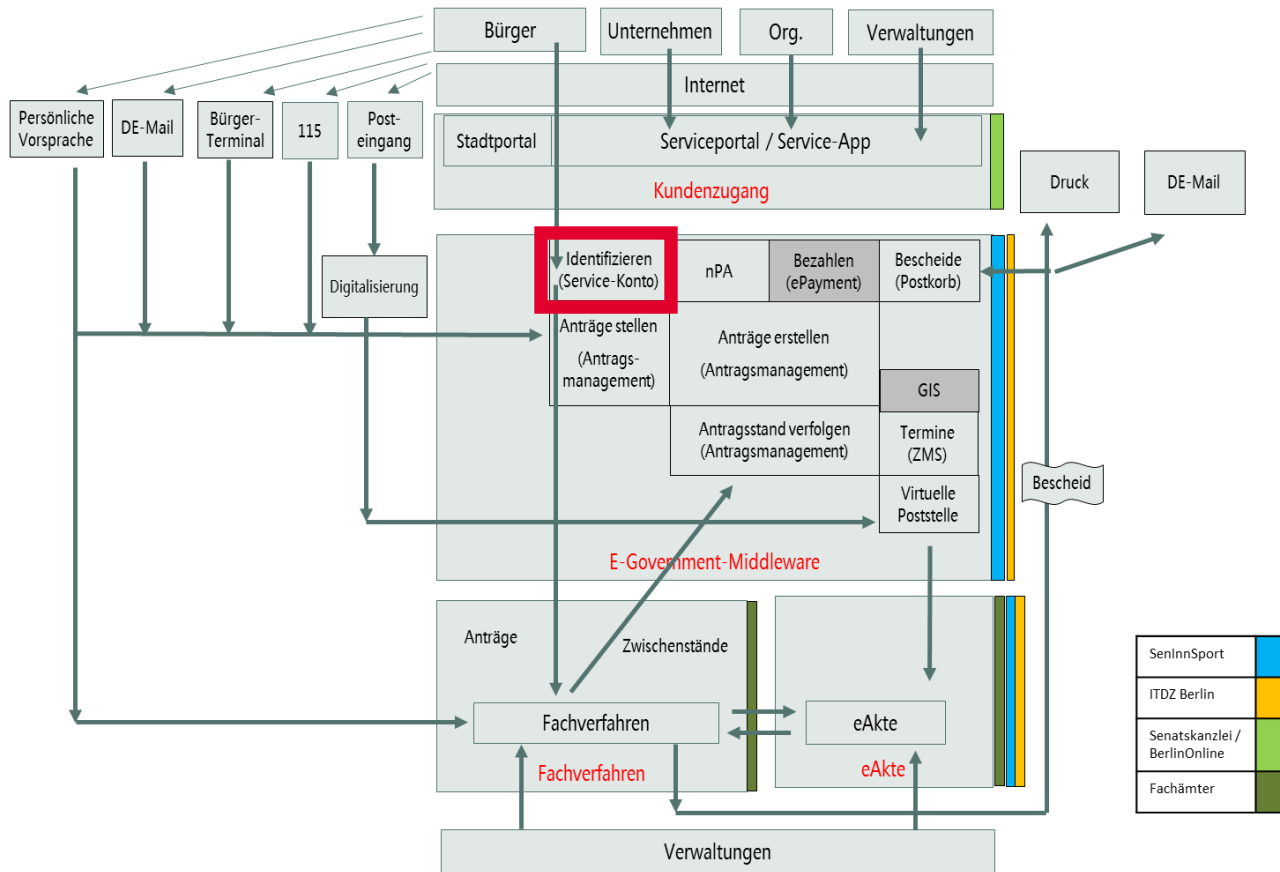 Bürger
Unternehmen
Org.
Verwaltungen
Internet
Persönliche
Vorsprache
DE-Mail
Bürger-
Terminal
115
Post-
eingang
Stadtportal
Serviceportal / Service-App
Kundenzugang
Druck
DE-Mail
Identifizieren
(Service-Konto)
nPA
Bezahlen
(ePayment)
Bescheide
(Postkorb)
Digitalisierung
Anträge stellen
(Antrags-
management)
Anträge erstellen
(Antragsmanagement)
GIS
Antragsstand verfolgen
(Antragsmanagement)
Termine
(ZMS)
Virtuelle
Poststelle
Bescheid
E-Government-Middleware
Anträge
Zwischenstände
Fachverfahren
eAkte
Fachverfahren
eAkte
Verwaltungen
SenInnSport
ITDZ Berlin
Senatskanzlei /
BerlinOnline
Fachämter